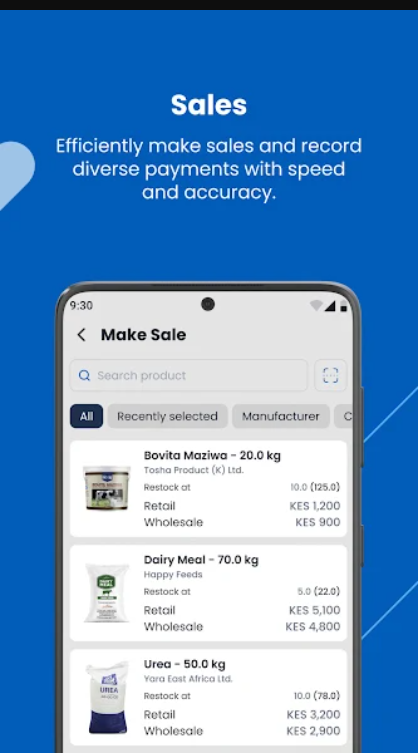 Sales
Efficiently make sales and record
diverse payments with speed
and accuracy.
9:30
Make Sale
Search product
All
Recently selected
Manufacturer
C
Bovita Maziwa - 20.0 kg
Tosha Product (K) Ltd.
Restock at 10.0 (125.0)
Retail KES 1,200
Wholesale KES 900
Dairy Meal - 70.0 kg
Happy Feeds
Restock at 5.0 (22.0)
Retail KES 5,100
Wholesale KES 4,800
UREA
Urea - 50.0 kg
Yara East Africa Ltd.
Restock at 10.0 (78.0)
Retail KES 3,200
Wholesale KES 2,900